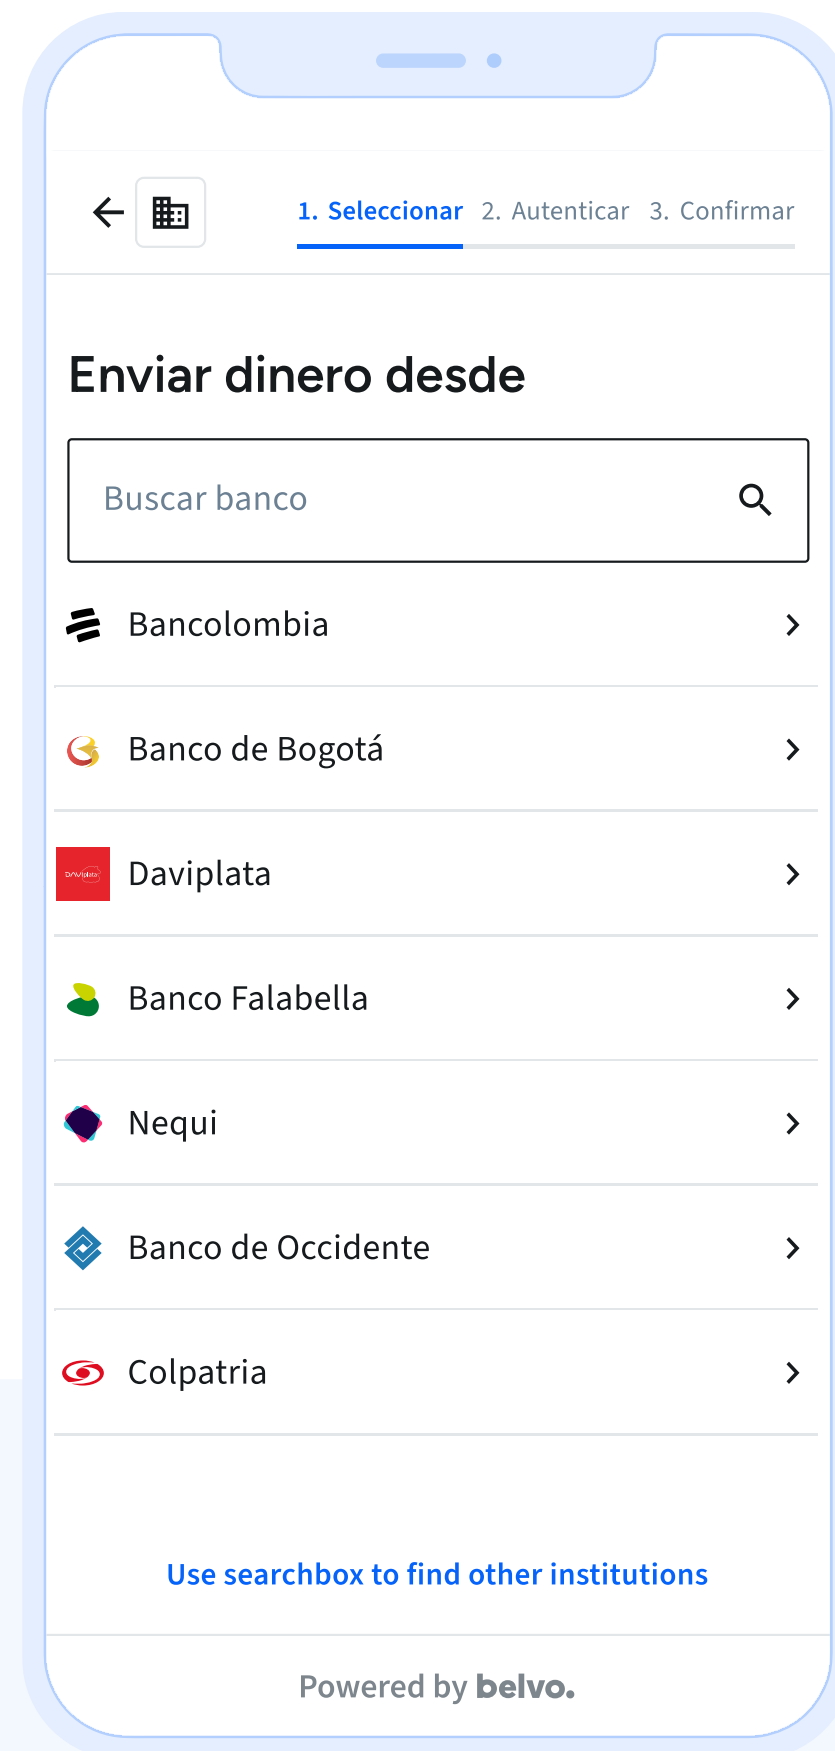 1. Seleccionar 2. Autenticar 3. Confirmar
Enviar dinero desde
Buscar banco
Bancolombia
Banco de Bogotá
DAVIplata
Daviplata
Banco Falabella
Nequi
Banco de Occidente
Colpatria
Use searchbox to find other institutions
Powered by belvo.